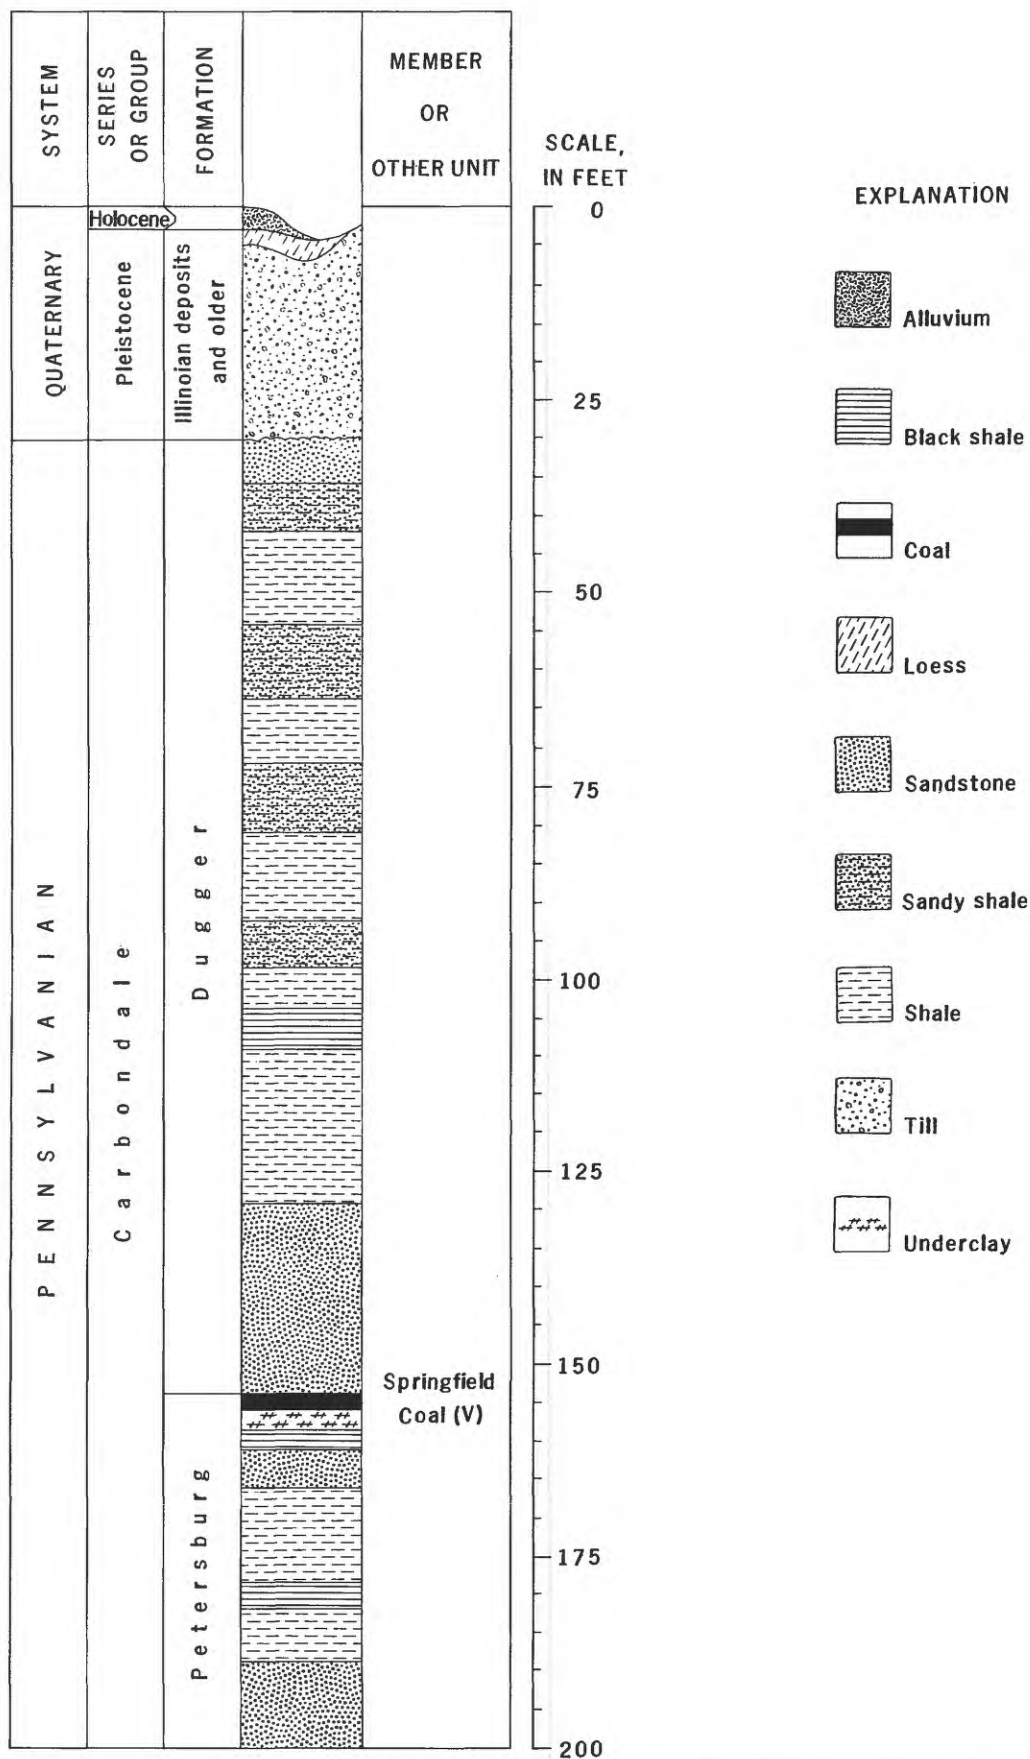 SYSTEM
SERIES
OR GROUP
FORMATION
MEMBER
OR
OTHER UNIT
SCALE,
IN FEET
EXPLANATION
QUATERNARY
Holocene
Pleistocene
Illinoian deposits
and older
PENNSYLVANIAN
Carbondale
Dugger
Petersburg
Springfield
Coal (V)
0
25
50
75
100
125
150
175
200
Alluvium
Black shale
Coal
Loess
Sandstone
Sandy shale
Shale
Till
Underclay